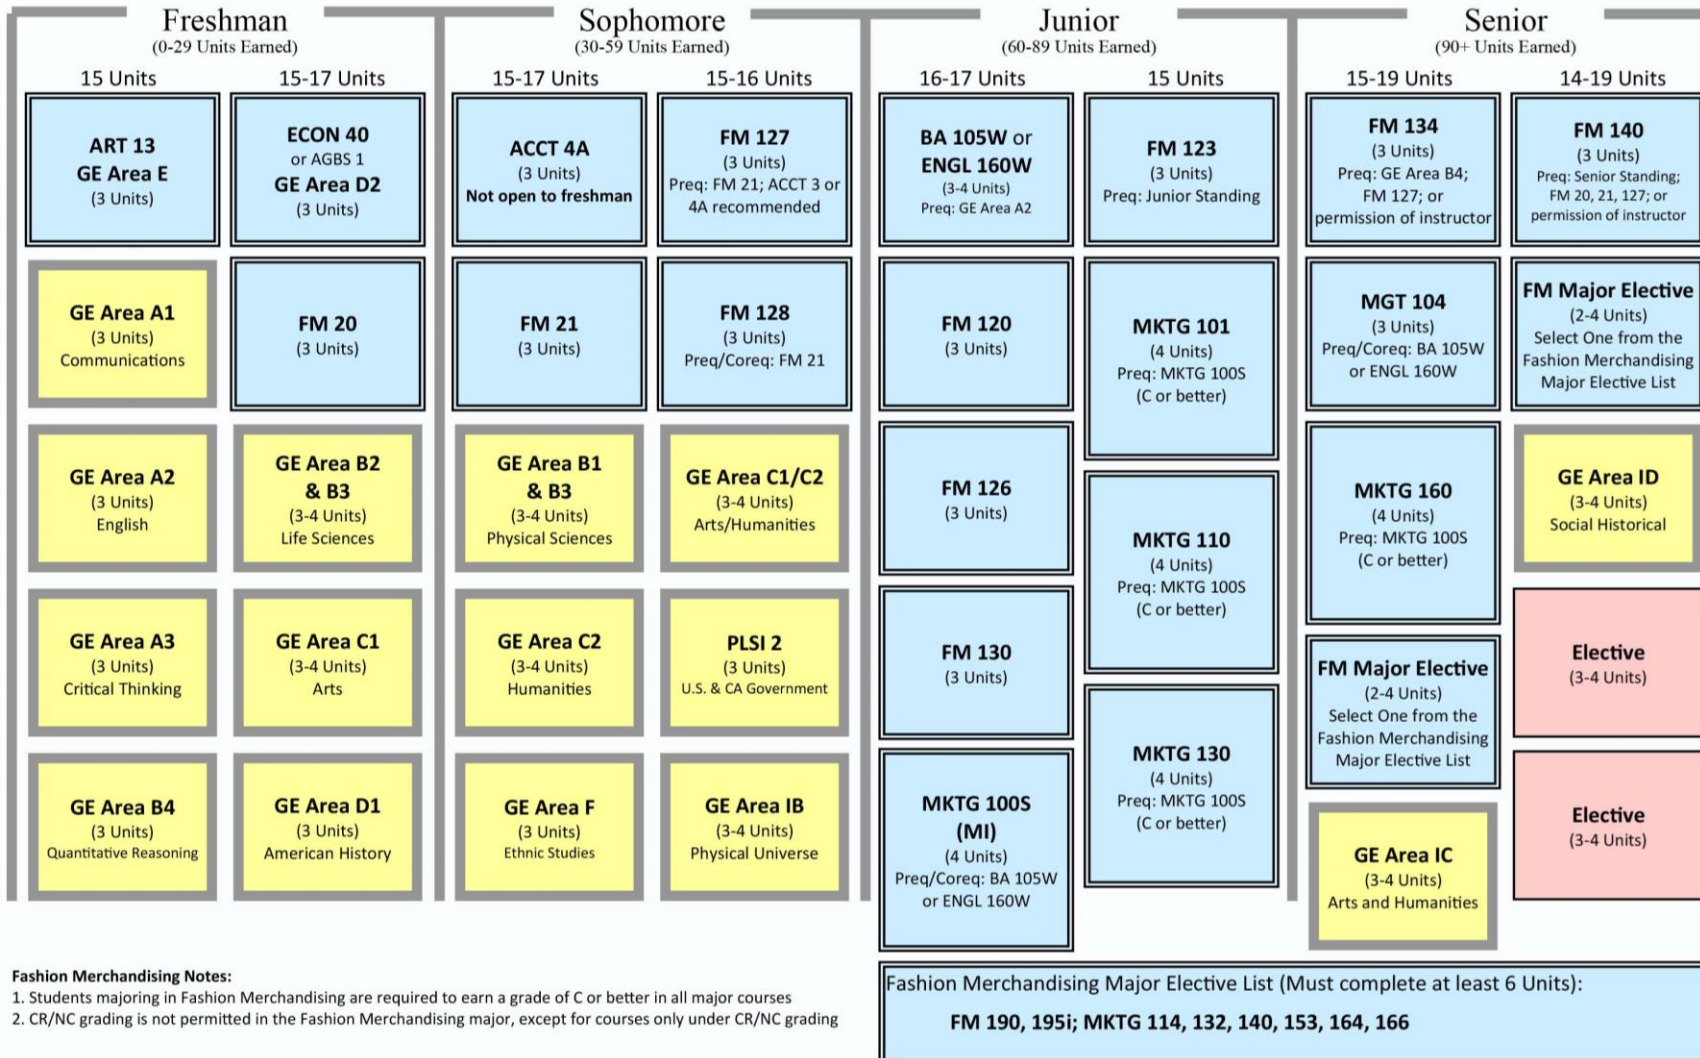 Freshman
(0-29 Units Earned)
Sophomore
(30-59 Units Earned)
Junior
(60-89 Units Earned)
Senior
(90+ Units Earned)
15 Units
15-17 Units
15-17 Units
15-16 Units
16-17 Units
15 Units
15-19 Units
14-19 Units
ART 13
GE Area E
(3 Units)
ECON 40
or AGBS 1
GE Area D2
(3 Units)
ACCT 4A
(3 Units)
Not open to freshman
FM 127
(3 Units)
Preq: FM 21; ACCT 3 or
4A recommended
BA 105W or
ENGL 160W
(3-4 Units)
Preq: GE Area A2
FM 123
(3 Units)
Preq: Junior Standing
FM 134
(3 Units)
Preq: GE Area B4;
FM 127; or
permission of instructor
FM 140
(3 Units)
Preq: Senior Standing;
FM 20, 21, 127; or
permission of instructor
GE Area A1
(3 Units)
Communications
FM 20
(3 Units)
FM 21
(3 Units)
FM 128
(3 Units)
Preq/Coreq: FM 21
FM 120
(3 Units)
MKTG 101
(4 Units)
Preq: MKTG 100S
(C or better)
MGT 104
(3 Units)
Preq/Coreq: BA 105W
or ENGL 160W
FM Major Elective
(2-4 Units)
Select One from the
Fashion Merchandising
Major Elective List
GE Area A2
(3 Units)
English
GE Area B2
& B3
(3-4 Units)
Life Sciences
GE Area B1
& B3
(3-4 Units)
Physical Sciences
GE Area C1/C2
(3-4 Units)
Arts/Humanities
FM 126
(3 Units)
MKTG 110
(4 Units)
Preq: MKTG 100S
(C or better)
MKTG 160
(4 Units)
Preq: MKTG 100S
(C or better)
GE Area ID
(3-4 Units)
Social Historical
GE Area A3
(3 Units)
Critical Thinking
GE Area C1
(3-4 Units)
Arts
GE Area C2
(3-4 Units)
Humanities
PLSI 2
(3 Units)
U.S. & CA Government
FM 130
(3 Units)
MKTG 130
(4 Units)
Preq: MKTG 100S
(C or better)
FM Major Elective
(2-4 Units)
Select One from the
Fashion Merchandising
Major Elective List
Elective
(3-4 Units)
GE Area B4
(3 Units)
Quantitative Reasoning
GE Area D1
(3 Units)
American History
GE Area F
(3 Units)
Ethnic Studies
GE Area IB
(3-4 Units)
Physical Universe
MKTG 100S
(MI)
(4 Units)
Preq/Coreq: BA 105W
or ENGL 160W
GE Area IC
(3-4 Units)
Arts and Humanities
Elective
(3-4 Units)
Fashion Merchandising Notes:
1. Students majoring in Fashion Merchandising are required to earn a grade of C or better in all major courses
2. CR/NC grading is not permitted in the Fashion Merchandising major, except for courses only under CR/NC grading
Fashion Merchandising Major Elective List (Must complete at least 6 Units):
FM 190, 195i; MKTG 114, 132, 140, 153, 164, 166